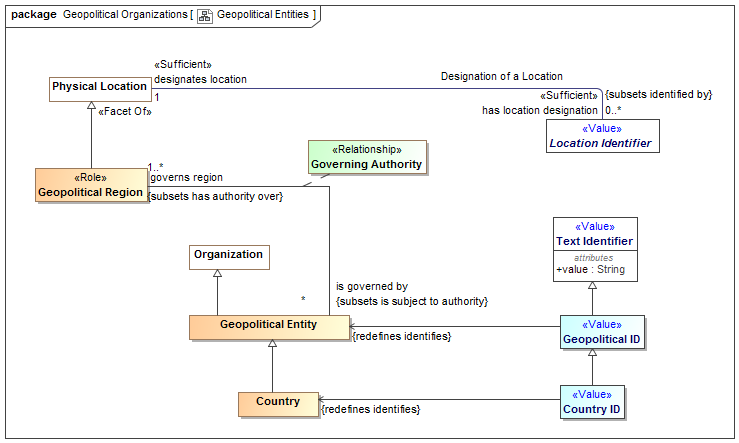 package Geopolitical Organizations [ Geopolitical Entities ]
«Sufficient»
designates location
1
Physical Location
Designation of a Location
«Sufficient»
{subsets identified by}
has location designation
0..*
«Facet Of»
«Value»
Location Identifier
«Relationship»
Governing Authority
1..*
governs region
{subsets has authority over}
«Role»
Geopolitical Region
«Value»
Text Identifier
attributes
+value : String
Organization
is governed by
{subsets is subject to authority}
*
Geopolitical Entity
{redefines identifies}
«Value»
Geopolitical ID
Country
{redefines identifies}
«Value»
Country ID